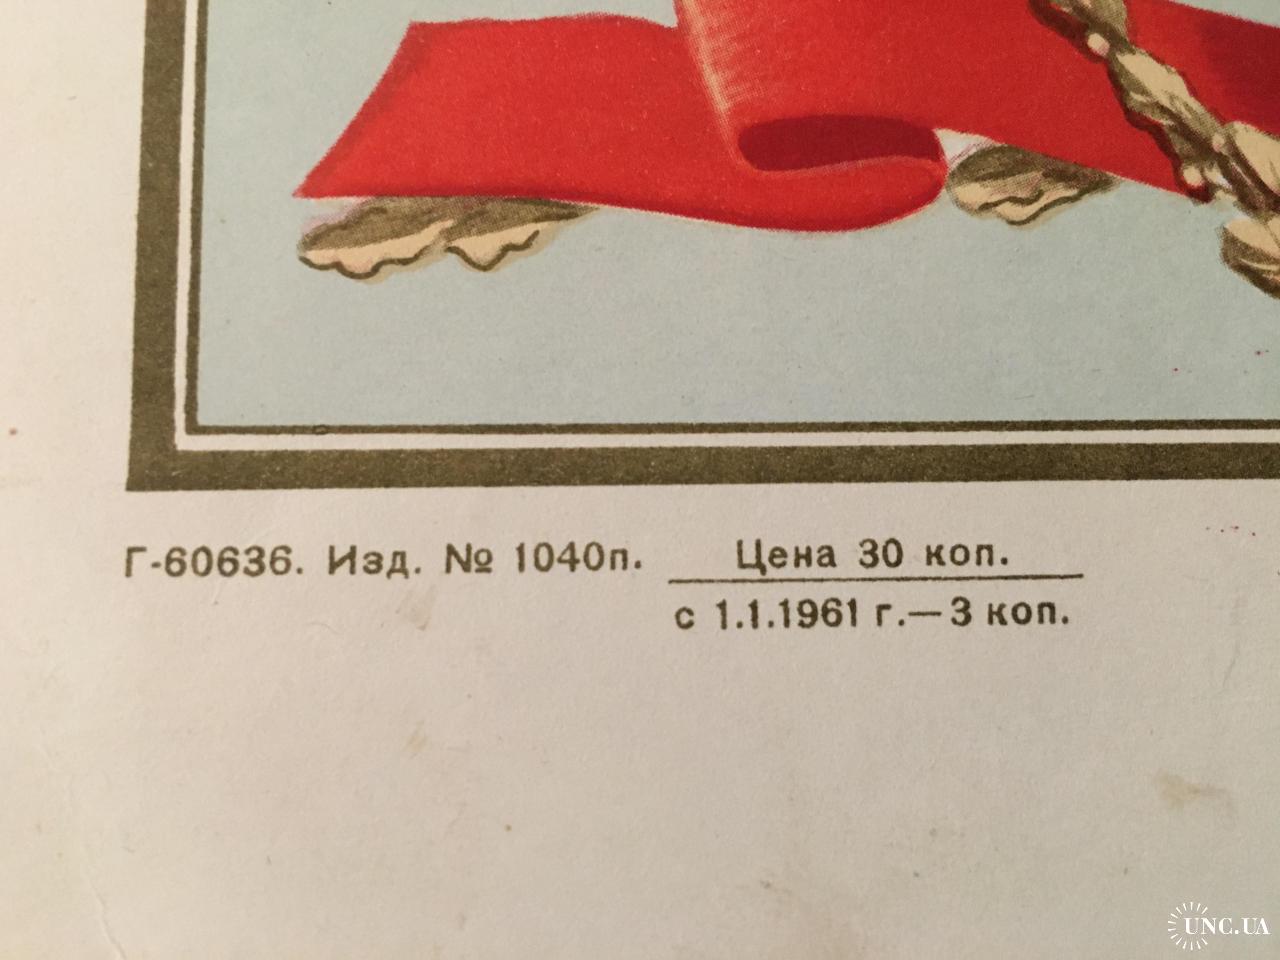 Г-60636. Изд. № 1040п. Цена 30 коп.
с 1.1.1961 г.—3 коп.
UNC.UA